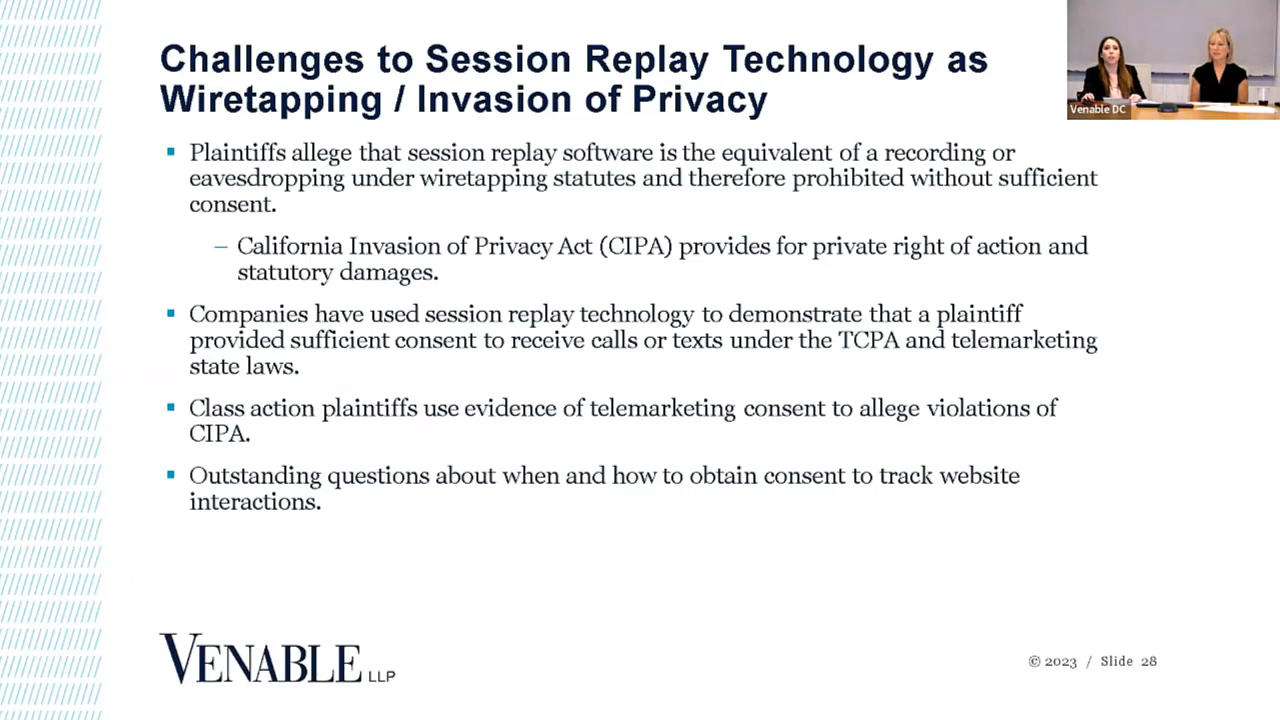 Challenges to Session Replay Technology as
Wiretapping / Invasion of Privacy
Venable DC
▪ Plaintiffs allege that session replay software is the equivalent of a recording or
eavesdropping under wiretapping statutes and therefore prohibited without sufficient
consent.
– California Invasion of Privacy Act (CIPA) provides for private right of action and
statutory damages.
▪ Companies have used session replay technology to demonstrate that a plaintiff
provided sufficient consent to receive calls or texts under the TCPA and telemarketing
state laws.
▪ Class action plaintiffs use evidence of telemarketing consent to allege violations of
CIPA.
▪ Outstanding questions about when and how to obtain consent to track website
interactions.
VENABLE LLP
© 2023 / Slide 28